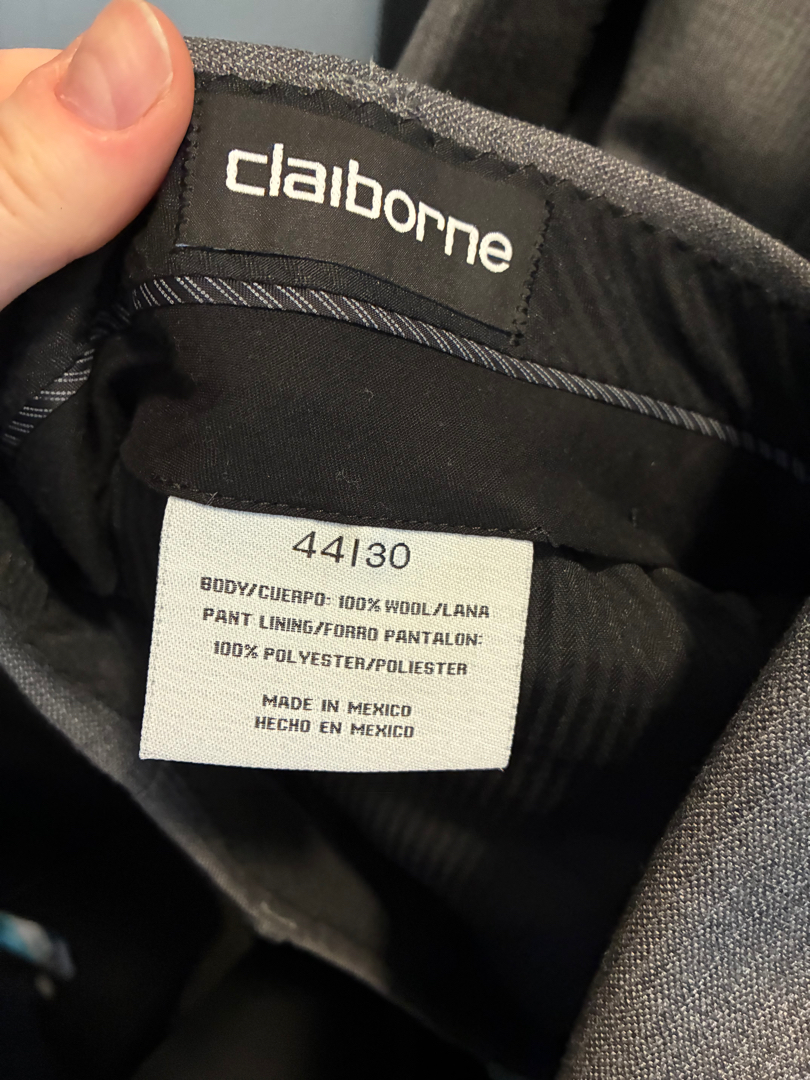 claiborne
44|30
BODY/CUERPO: 100% WOOL/LANA
PANT LINING/FORRO PANTALON:
100% POLYESTER/POLIESTER
MADE IN MEXICO
HECHO EN MEXICO